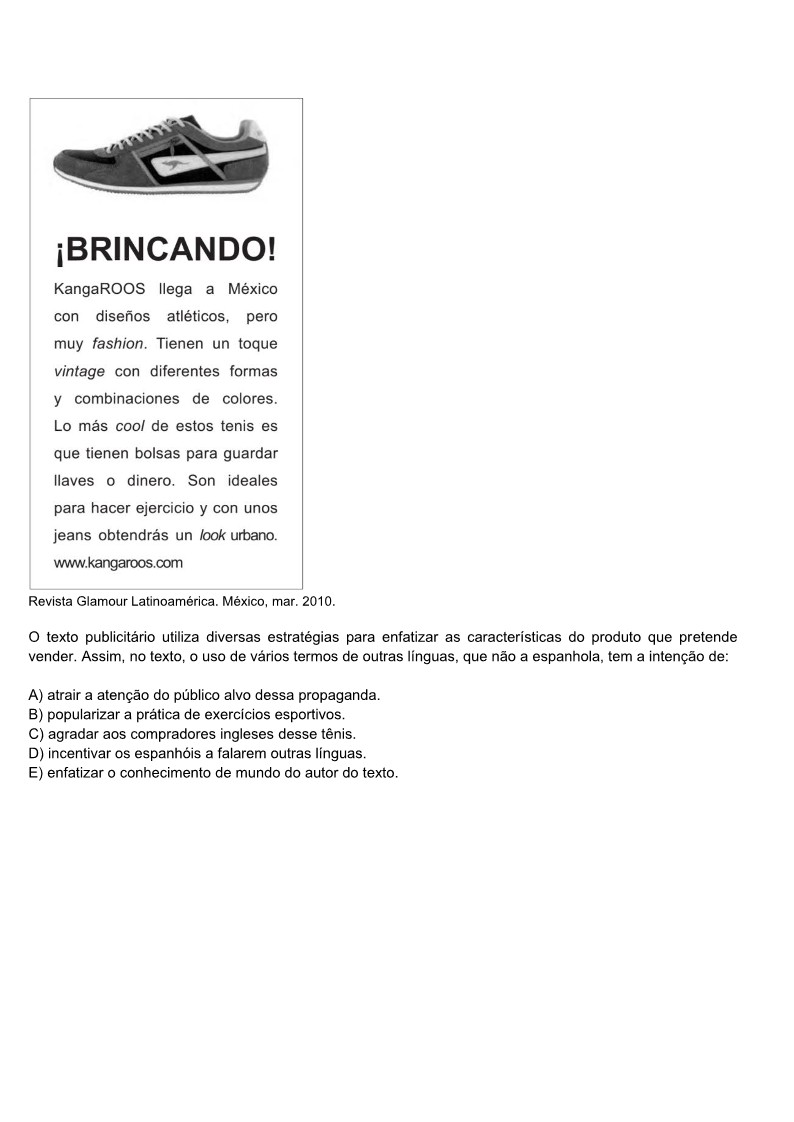 ¡BRINCANDO!
KangaROOS llega a México
con diseños atléticos, pero
muy fashion. Tienen un toque
vintage con diferentes formas
y combinaciones de colores.
Lo más cool de estos tenis es
que tienen bolsas para guardar
llaves o dinero. Son ideales
para hacer ejercicio y con unos
jeans obtendrás un look urbano.
www.kangaroos.com
Revista Glamour Latinoamérica. México, mar. 2010.
O texto publicitário utiliza diversas estratégias para enfatizar as características do produto que pretende
vender. Assim, no texto, o uso de vários termos de outras línguas, que não a espanhola, tem a intenção de:
A) atrair a atenção do público alvo dessa propaganda.
B) popularizar a prática de exercícios esportivos.
C) agradar aos compradores ingleses desse tênis.
D) incentivar os espanhóis a falarem outras línguas.
E) enfatizar o conhecimento de mundo do autor do texto.